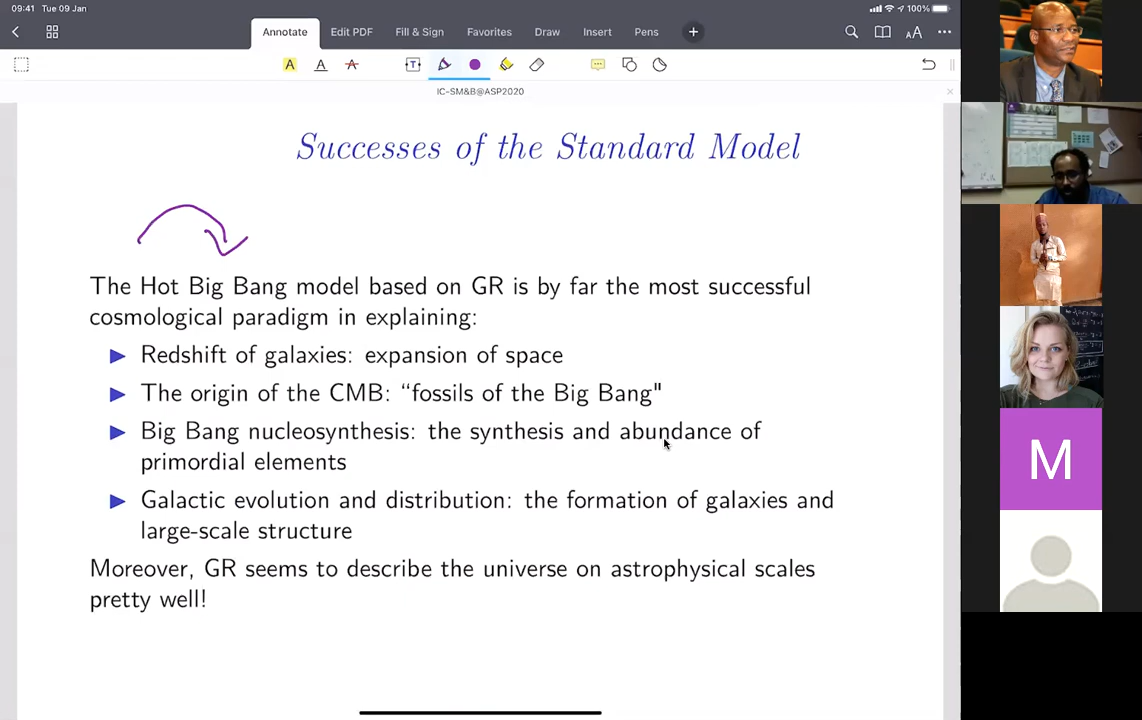 09:41 Tue 09 Jan 100%
Annotate Edit PDF Fill & Sign Favorites Draw Insert Pens AA
A A A T
IC-SM&B@ASP2020
Successes of the Standard Model
The Hot Big Bang model based on GR is by far the most successful
cosmological paradigm in explaining:
Redshift of galaxies: expansion of space
The origin of the CMB: “fossils of the Big Bang"
Big Bang nucleosynthesis: the synthesis and abundance of
primordial elements
Galactic evolution and distribution: the formation of galaxies and
large-scale structure
Moreover, GR seems to describe the universe on astrophysical scales
pretty well!
M